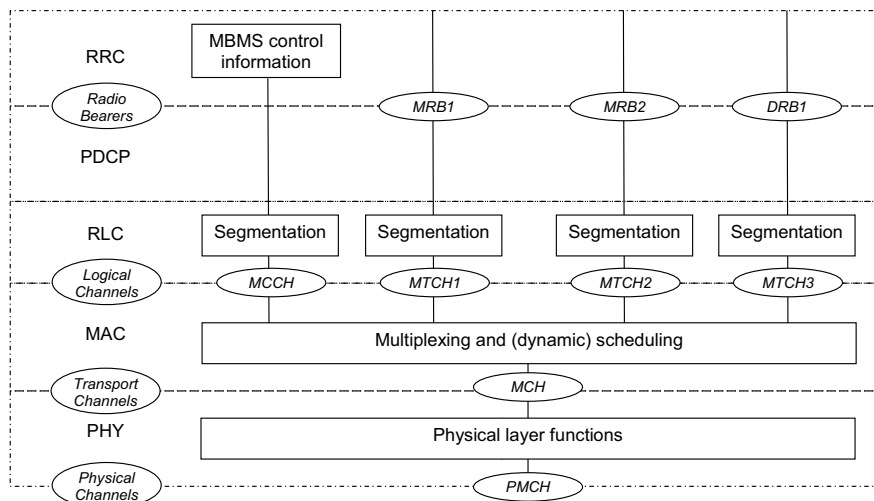 RRC
MBMS control
information
Radio
Bearers
MRB1
MRB2
DRB1
PDCP
RLC
Segmentation
Segmentation
Segmentation
Segmentation
Logical
Channels
MCCH
MTCH1
MTCH2
MTCH3
MAC
Multiplexing and (dynamic) scheduling
Transport
Channels
MCH
PHY
Physical layer functions
Physical
Channels
PMCH